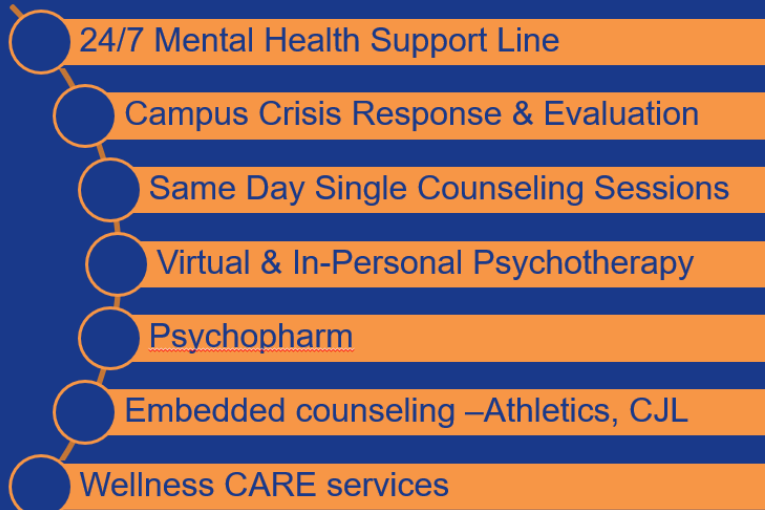 24/7 Mental Health Support Line
Campus Crisis Response & Evaluation
Same Day Single Counseling Sessions
Virtual & In-Personal Psychotherapy
Psychopharm
Embedded counseling –Athletics, CJL
Wellness CARE services